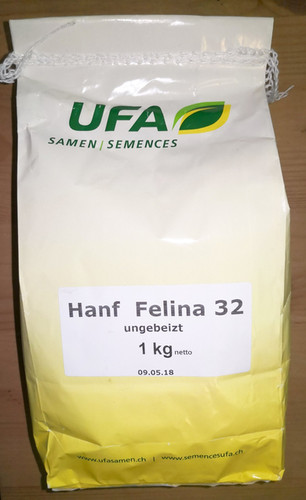 UFA
SAMEN | SEMENCES
Hanf Felina 32
ungebeizt
1 kg netto
09.05.18
www.ufasamen.ch | www.semencesufa.ch